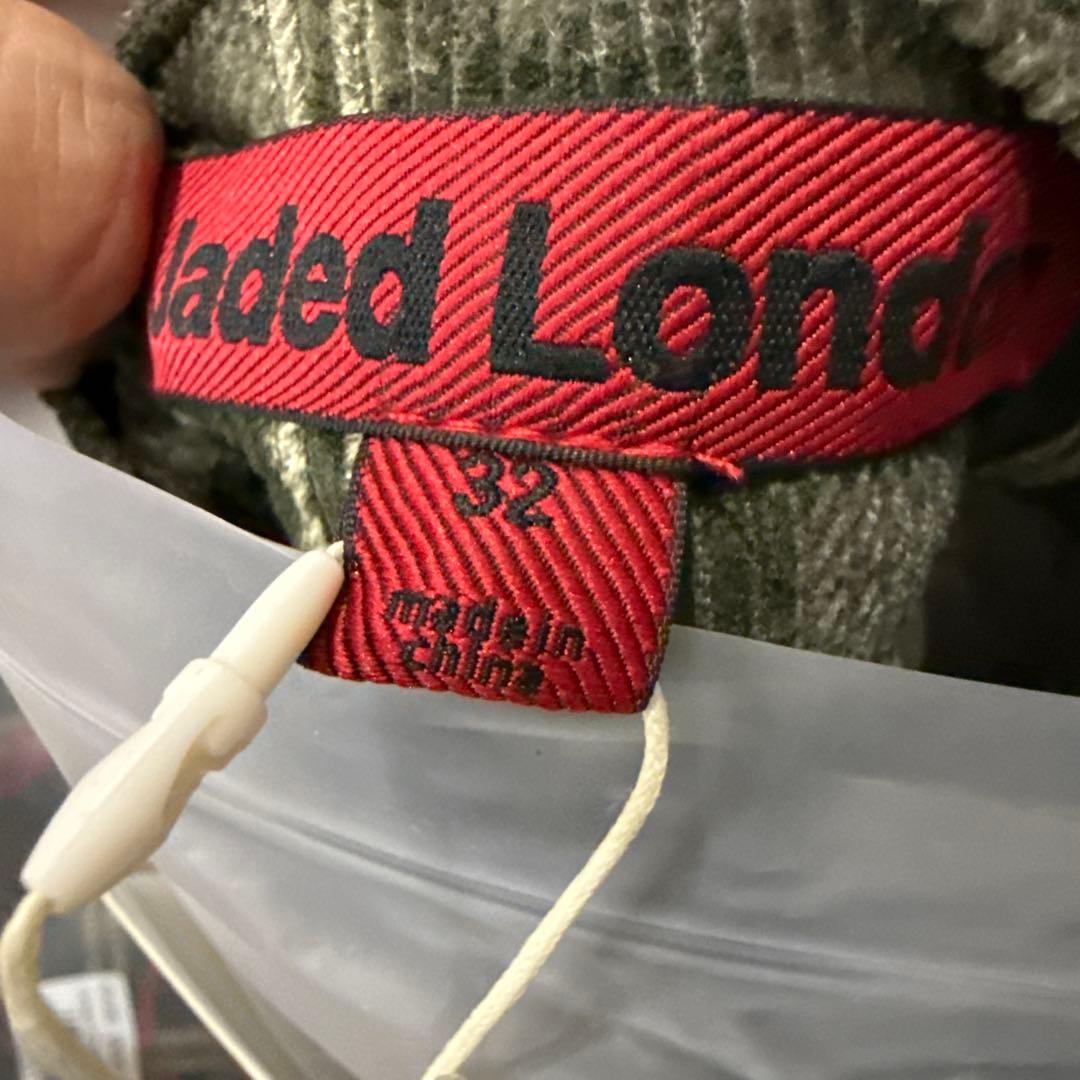 Jaded Lond
32
made in
china